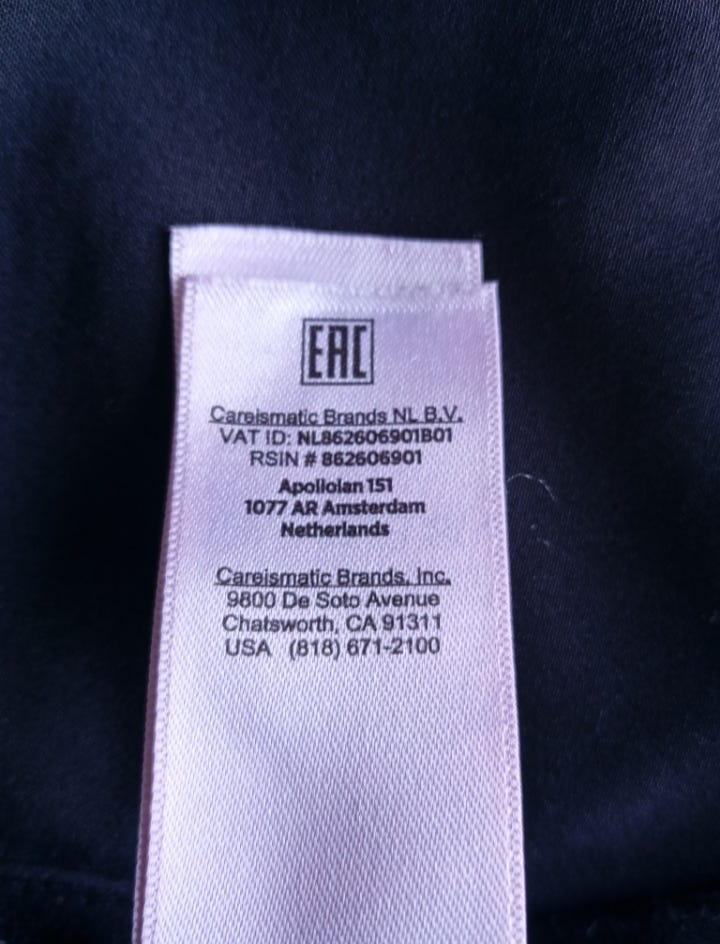 EAC
Careismatic Brands NL B.V.
VAT ID: NL862606901B01
RSIN # 862606901
Apollolan 151
1077 AR Amsterdam
Netherlands
Careismatic Brands, Inc.
9800 De Soto Avenue
Chatsworth, CA 91311
USA (818) 671-2100